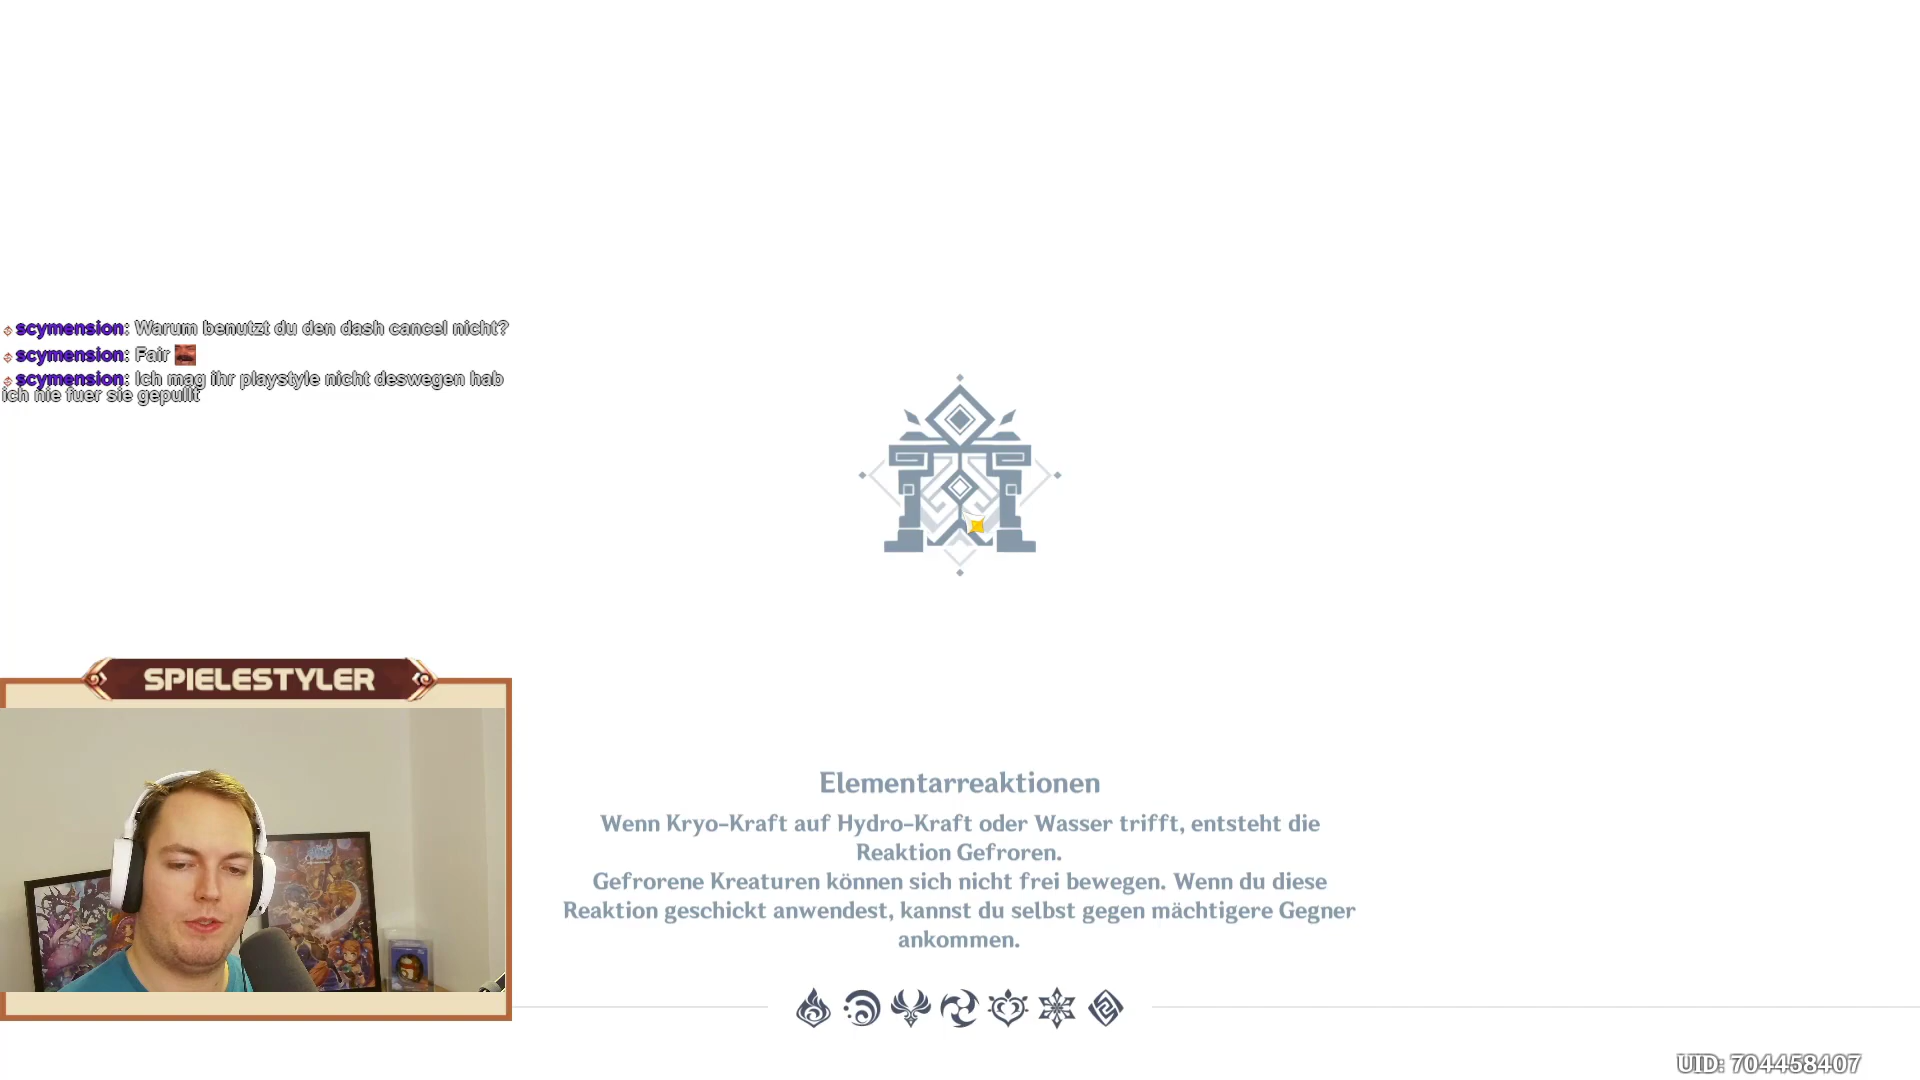 scymension: Warum benutzt du den dash cancel nicht?
scymension: Fair
scymension: Ich mag ihr playstyle nicht deswegen hab
ich nie fuer sie gepullt
SPIELESTYLER
Elementarreaktionen
Wenn Kryo-Kraft auf Hydro-Kraft oder Wasser trifft, entsteht die
Reaktion Gefroren.
Gefrorene Kreaturen können sich nicht frei bewegen. Wenn du diese
Reaktion geschickt anwendest, kannst du selbst gegen mächtigere Gegner
ankommen.
UID: 704458407